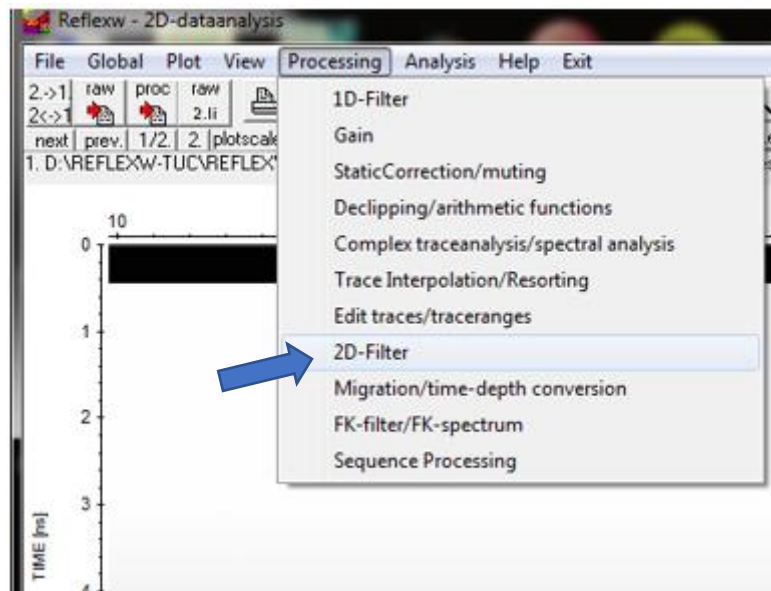 Reflexw - 2D-dataanalysis
File Global Plot View Processing Analysis Help Exit
2.->1 raw proc raw
2<->1 2.li
next prev. 1/2. 2. plotscale
1. D:\REFLEXW-TUC\REFLEX
1D-Filter
Gain
StaticCorrection/muting
Declipping/arithmetic functions
Complex traceanalysis/spectral analysis
Trace Interpolation/Resorting
Edit traces/traceranges
2D-Filter
Migration/time-depth conversion
FK-filter/FK-spectrum
Sequence Processing
10
0
1
2
3
4
TIME [ns]